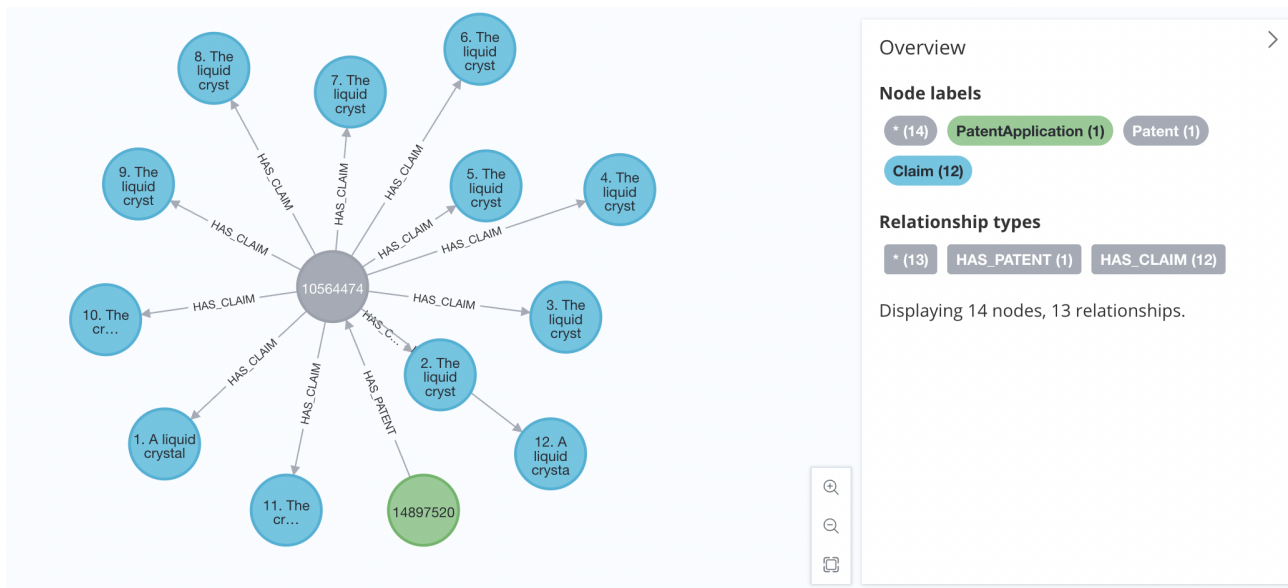 8. The
liquid
cryst
7. The
liquid
cryst
6. The
liquid
cryst
9. The
liquid
cryst
5. The
liquid
cryst
4. The
liquid
cryst
HAS_CLAIM
HAS_CLAIM
HAS_CLAIM
HAS_CLAIM
HAS_CLAIM
HAS_CLAIM
10564474
10. The
cr...
HAS_CLAIM
HAS_CLAIM
3. The
liquid
cryst
HAS_C...
2. The
liquid
cryst
HAS_CLAIM
HAS_CLAIM
HAS_PATENT
1. A liquid
crystal
12. A
liquid
crysta
11. The
cr...
14897520
Overview
Node labels
* (14) PatentApplication (1) Patent (1)
Claim (12)
Relationship types
* (13) HAS_PATENT (1) HAS_CLAIM (12)
Displaying 14 nodes, 13 relationships.